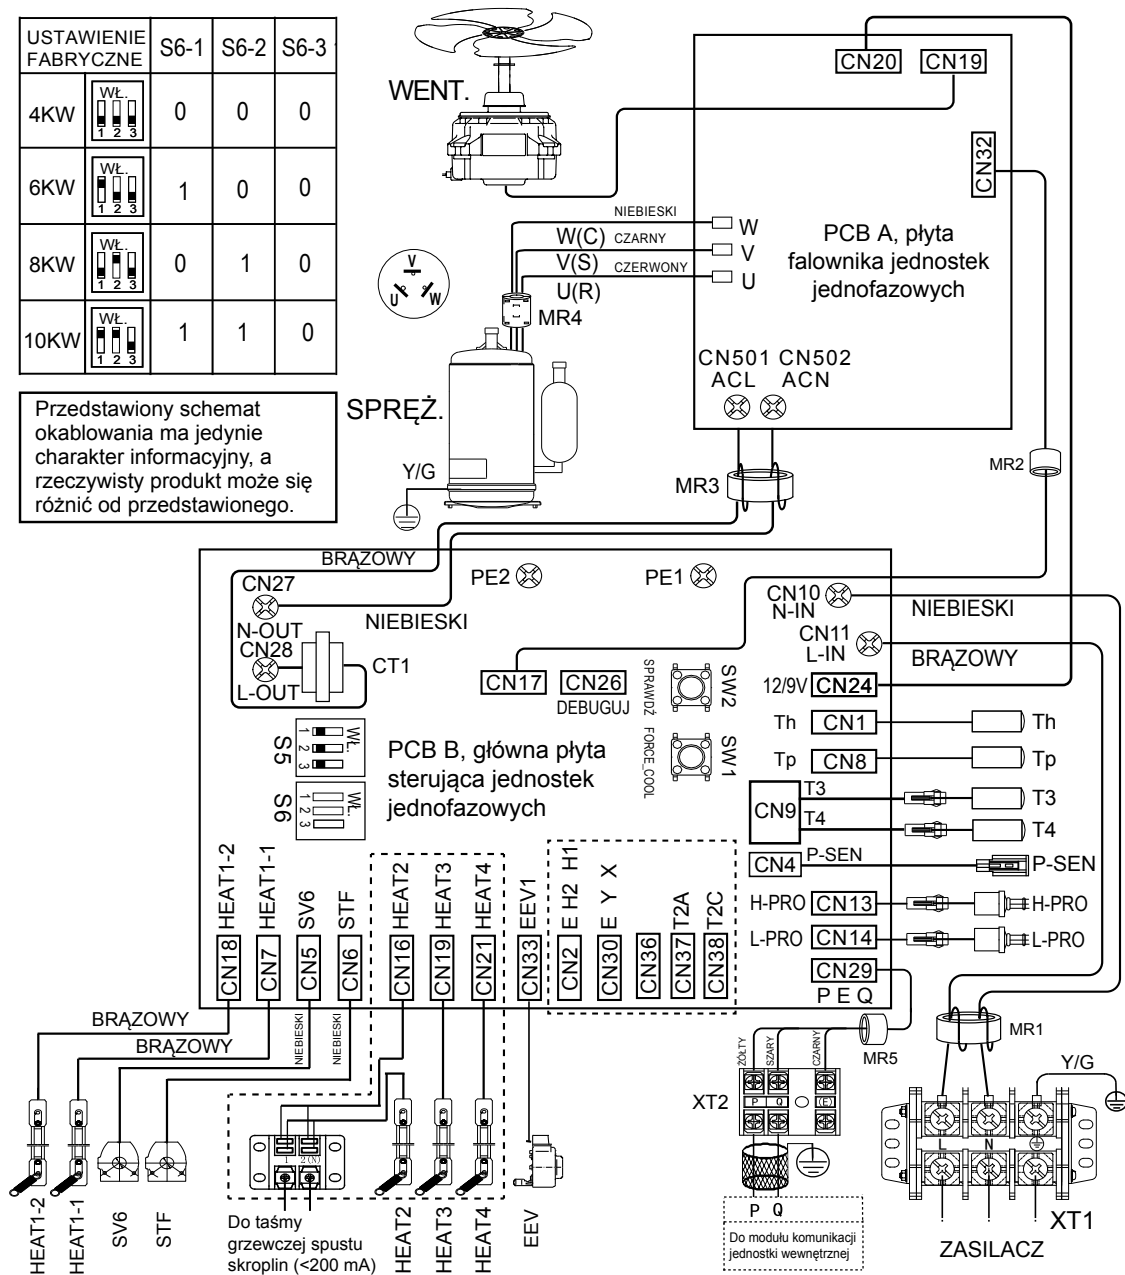 USTAWIENIE FABRYCZNE S6-1 S6-2 S6-3
4KW WŁ. 1 2 3 0 0 0
6KW WŁ. 1 2 3 1 0 0
8KW WŁ. 1 2 3 0 1 0
10KW WŁ. 1 2 3 1 1 0
Przedstawiony schemat
okablowania ma jedynie
charakter informacyjny, a
rzeczywisty produkt może się
różnić od przedstawionego.
WENT.
CN20 CN19
CN32
NIEBIESKI W
W(C) CZARNY V
V(S) CZERWONY U
U(R)
V
U W
MR4
PCB A, płyta
falownika jednostek
jednofazowych
CN501 CN502
ACL ACN
SPRĘŻ.
Y/G
MR3
MR2
BRĄZOWY
NIEBIESKI
CN27
N-OUT
CN28
L-OUT
CT1
PE2 PE1
CN10
N-IN
NIEBIESKI
CN11
L-IN
BRĄZOWY
CN17 CN26
DEBUGUJ
SPRAWDŹ SW2
FORCE_COOL SW1
12/9V CN24
Th CN1 Th
Tp CN8 Tp
CN9 T3 T3
T4 T4
CN4 P-SEN P-SEN
H-PRO CN13 H-PRO
L-PRO CN14 L-PRO
CN29
P E Q
S5 1 2 3 WŁ.
S6 1 2 3 WŁ.
PCB B, główna płyta
sterująca jednostek
jednofazowych
CN18 HEAT1-2
CN7 HEAT1-1
CN5 SV6
CN6 STF
CN16 HEAT2
CN19 HEAT3
CN21 HEAT4
CN33 EEV1
CN2 E H2 H1
CN30 E Y X
CN36
CN37 T2A
CN38 T2C
BRĄZOWY
BRĄZOWY
NIEBIESKI
NIEBIESKI
HEAT1-2
HEAT1-1
SV6
STF
Do taśmy
grzewczej spustu
skroplin (<200 mA)
HEAT2
HEAT3
HEAT4
EEV
ŻÓŁTY
SZARY
CZARNY
MR5
XT2
P Q (E)
P Q
Do modułu komunikacji
jednostki wewnętrznej
MR1
Y/G
L N
XT1
ZASILACZ